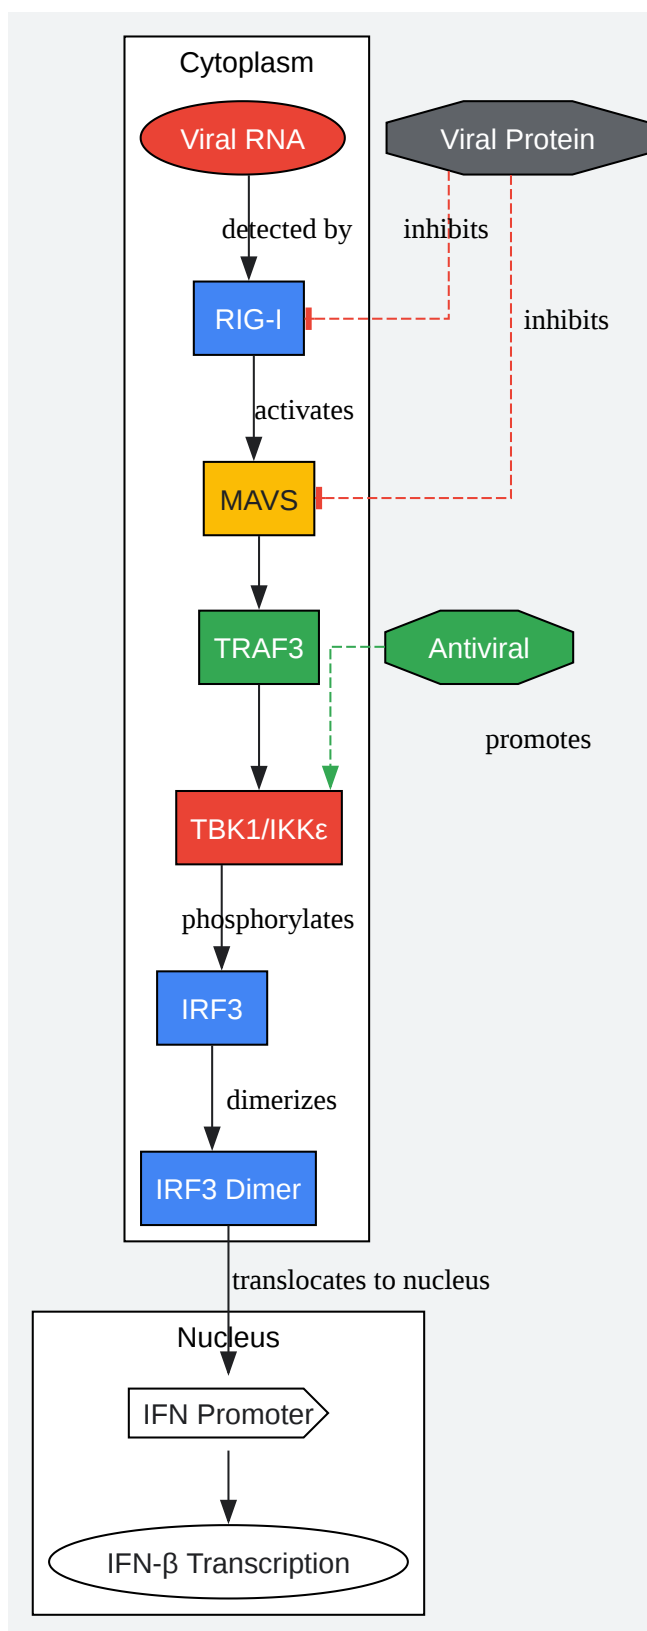 Cytoplasm
Viral RNA
Viral Protein
detected by
inhibits
RIG-I
inhibits
activates
MAVS
TRAF3
Antiviral
promotes
TBK1/IKKε
phosphorylates
IRF3
dimerizes
IRF3 Dimer
translocates to nucleus
Nucleus
IFN Promoter
IFN-β Transcription